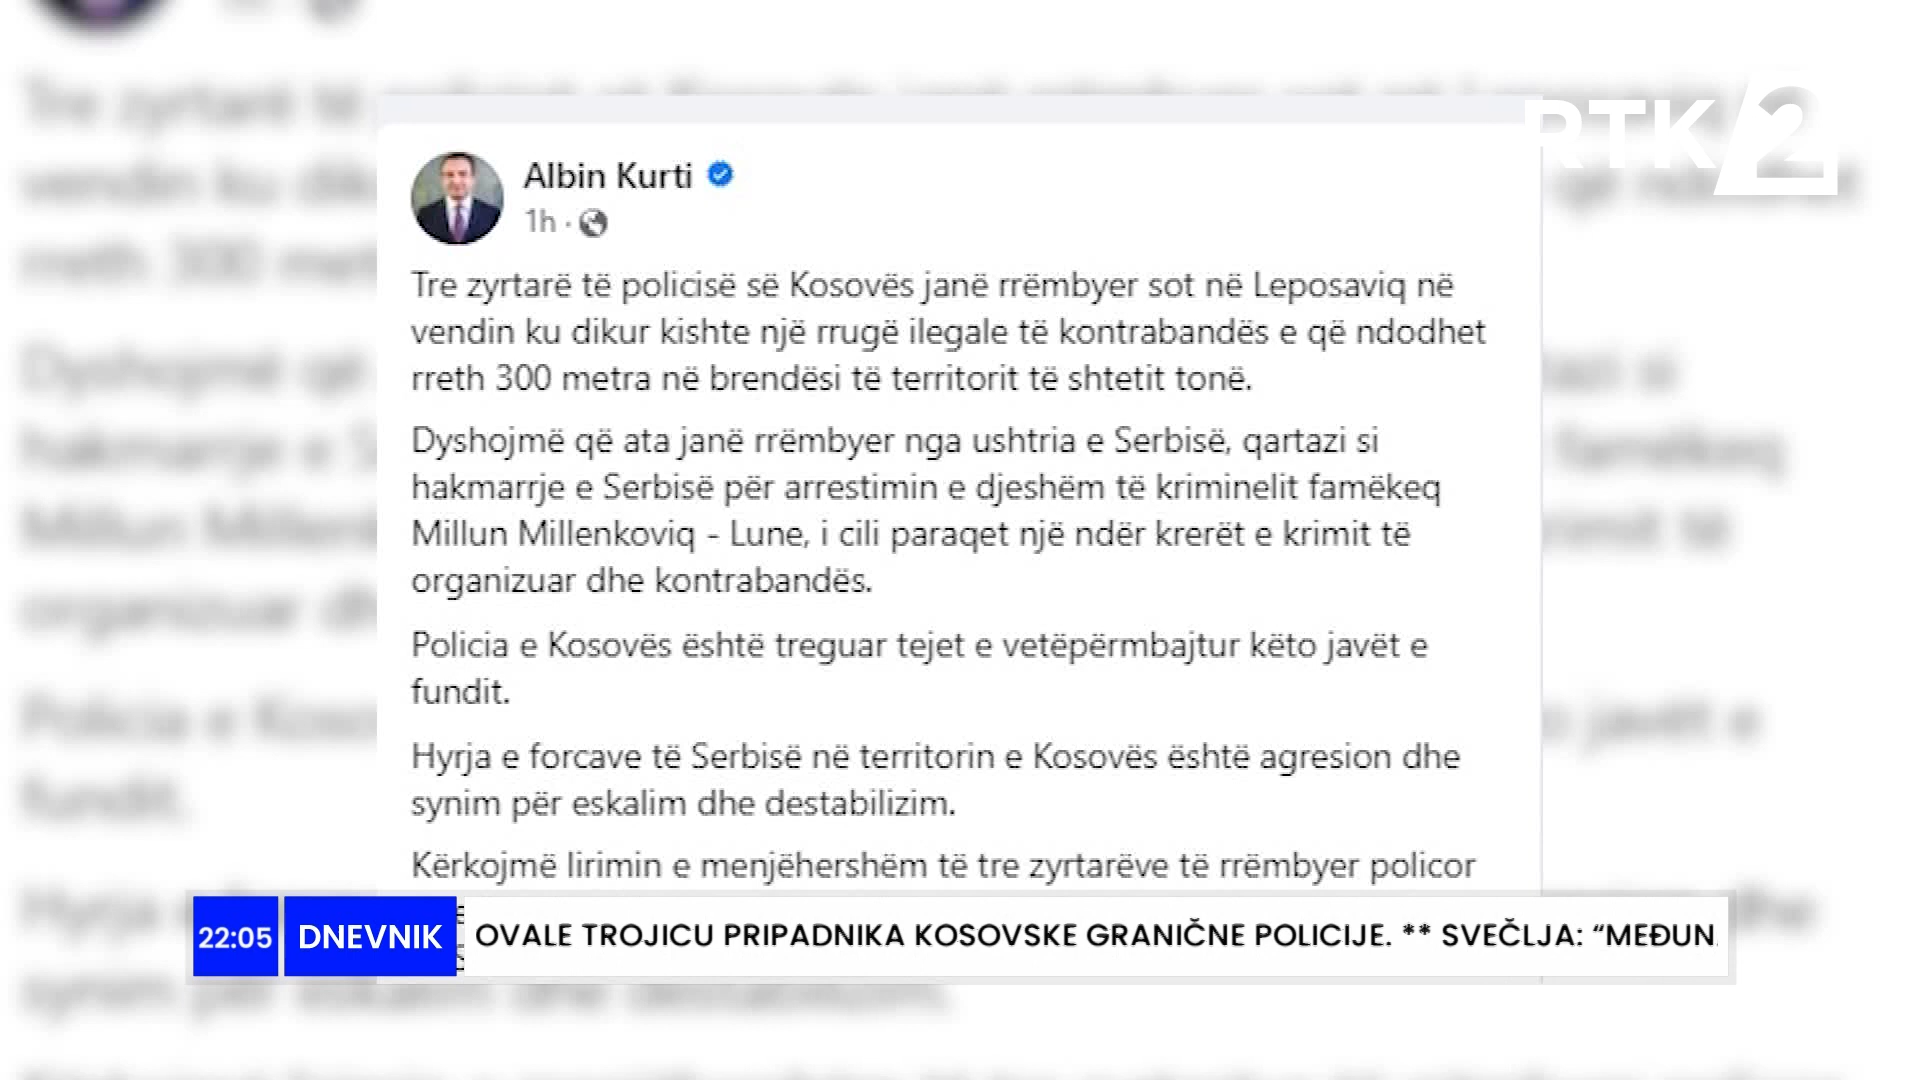 RTK 2
Albin Kurti
1h ·
Tre zyrtarë të policisë së Kosovës janë rrëmbyer sot në Leposaviq në
vendin ku dikur kishte një rrugë ilegale të kontrabandës e që ndodhet
rreth 300 metra në brendësi të territorit të shtetit tonë.
Dyshojmë që ata janë rrëmbyer nga ushtria e Serbisë, qartazi si
hakmarrje e Serbisë për arrestimin e djeshëm të kriminelit famëkeq
Millun Millenkoviq - Lune, i cili paraqet një ndër krerët e krimit të
organizuar dhe kontrabandës.
Policia e Kosovës është treguar tejet e vetëpërmbajtur këto javët e
fundit.
Hyrja e forcave të Serbisë në territorin e Kosovës është agresion dhe
synim për eskalim dhe destabilizim.
Kërkojmë lirimin e menjëhershëm të tre zyrtarëve të rrëmbyer policor
22:05 DNEVNIK OVALE TROJICU PRIPADNIKA KOSOVSKE GRANIČNE POLICIJE. ** SVEČLJA: “MEĐUN